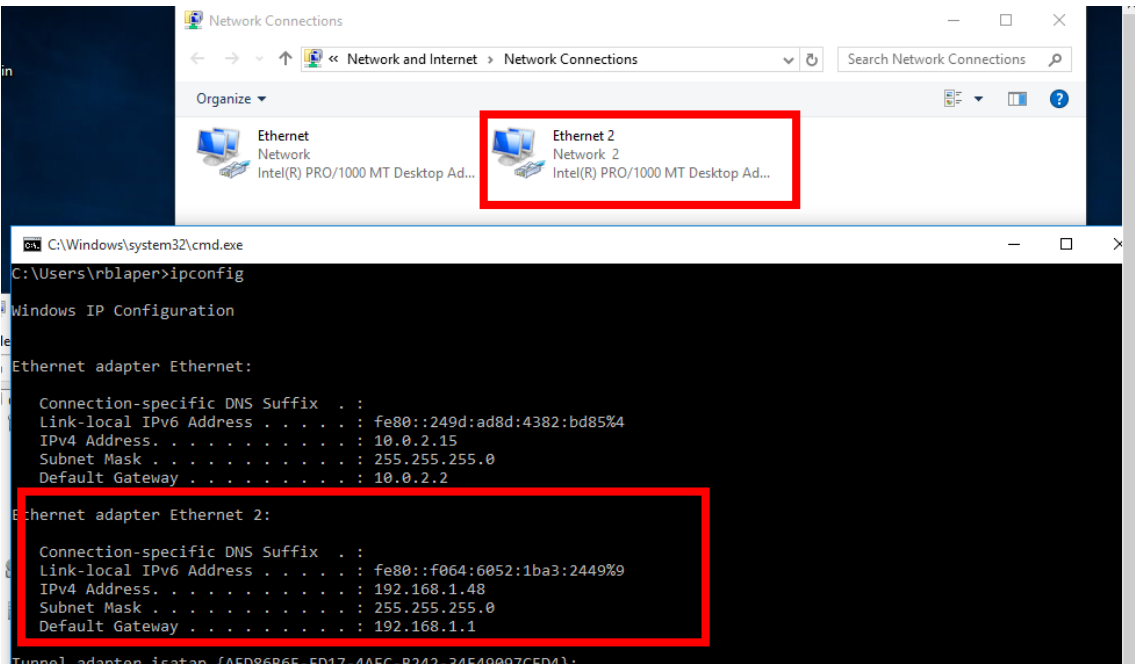 Network Connections
in
« Network and Internet › Network Connections
Search Network Connections
Organize
Ethernet
Network
Intel(R) PRO/1000 MT Desktop Ad...
Ethernet 2
Network 2
Intel(R) PRO/1000 MT Desktop Ad...
C:\Windows\system32\cmd.exe
C:\Users\rblaper>ipconfig
Windows IP Configuration
le
Ethernet adapter Ethernet:
Connection-specific DNS Suffix . :
Link-local IPv6 Address . . . . . : fe80::249d:ad8d:4382:bd85%4
IPv4 Address. . . . . . . . . . . : 10.0.2.15
Subnet Mask . . . . . . . . . . . : 255.255.255.0
Default Gateway . . . . . . . . . : 10.0.2.2
Ethernet adapter Ethernet 2:
Connection-specific DNS Suffix . :
Link-local IPv6 Address . . . . . : fe80::f064:6052:1ba3:2449%9
IPv4 Address. . . . . . . . . . . : 192.168.1.48
Subnet Mask . . . . . . . . . . . : 255.255.255.0
Default Gateway . . . . . . . . . : 192.168.1.1
Tunnel adapter isatap